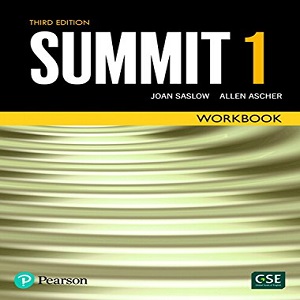 THIRD EDITION
SUMMIT 1
JOAN SASLOW ALLEN ASCHER
WORKBOOK
Pearson
GSE